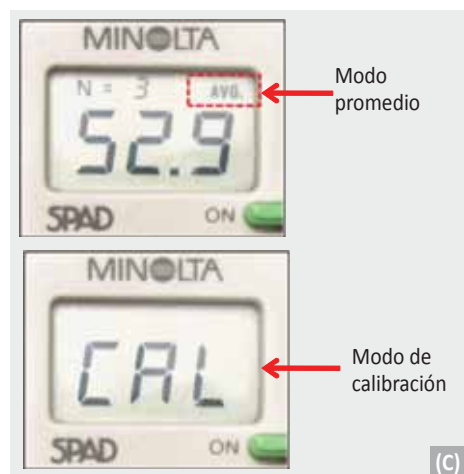 MINOLTA
N = 3 AVG.
52.9
SPAD ON
Modo
promedio
MINOLTA
CAL
SPAD ON
Modo de
calibración
(C)